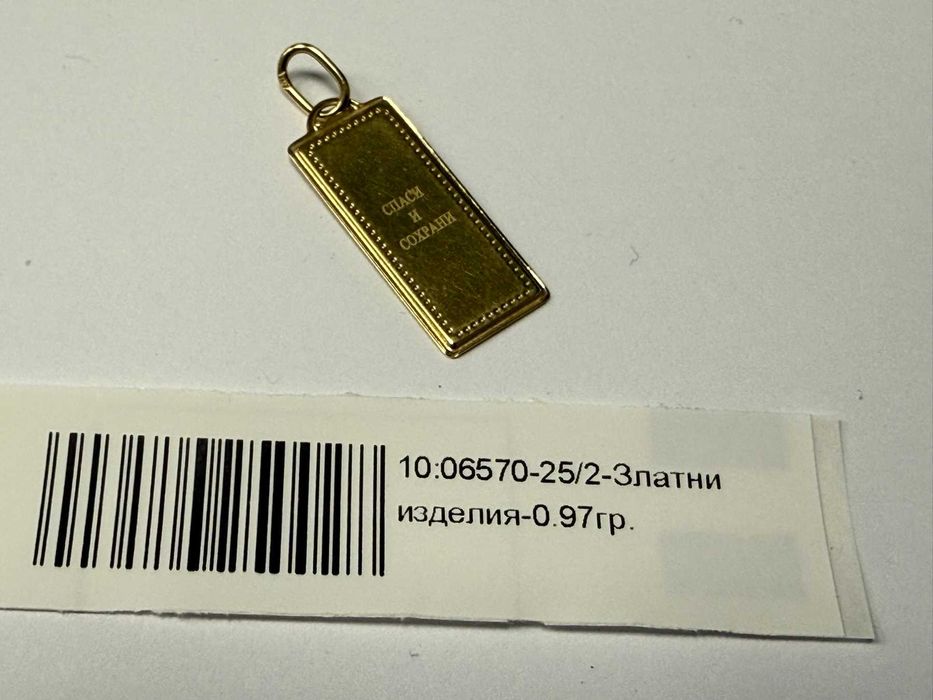 СПАСИ
И
СОХРАНИ
10:06570-25/2-Златни
изделия-0.97гр.